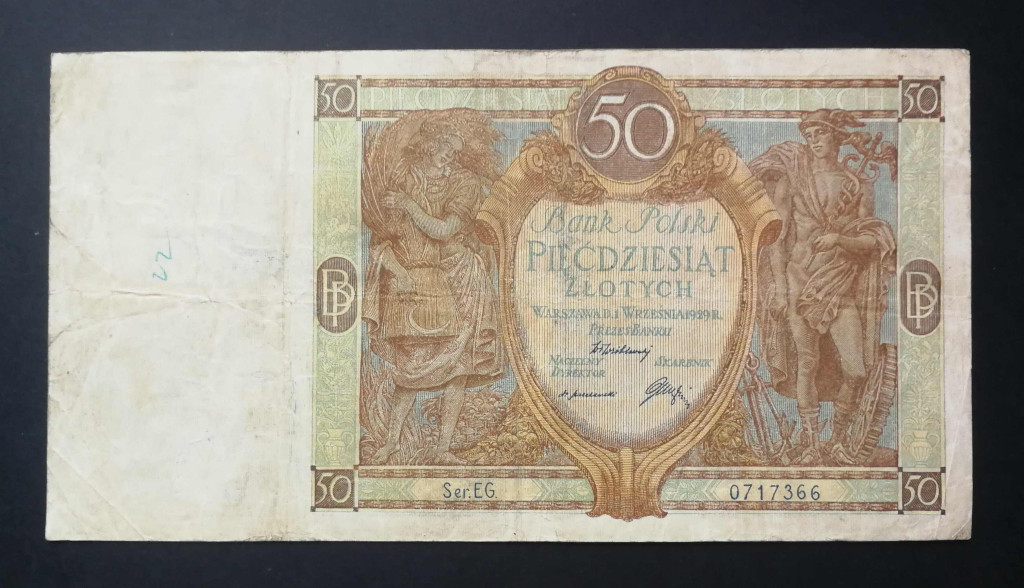 50 PIĘĆDZIESIĄT ZŁOTYCH 50
50
Bank Polski
PIĘĆDZIESIĄT
ZŁOTYCH
WARSZAWA D. 1 WRZEŚNIA 1929 R.
PREZES BANKU
NACZELNY SKARBNIK
DYREKTOR
BP BP
22
50 Ser. EG. 0717366 50